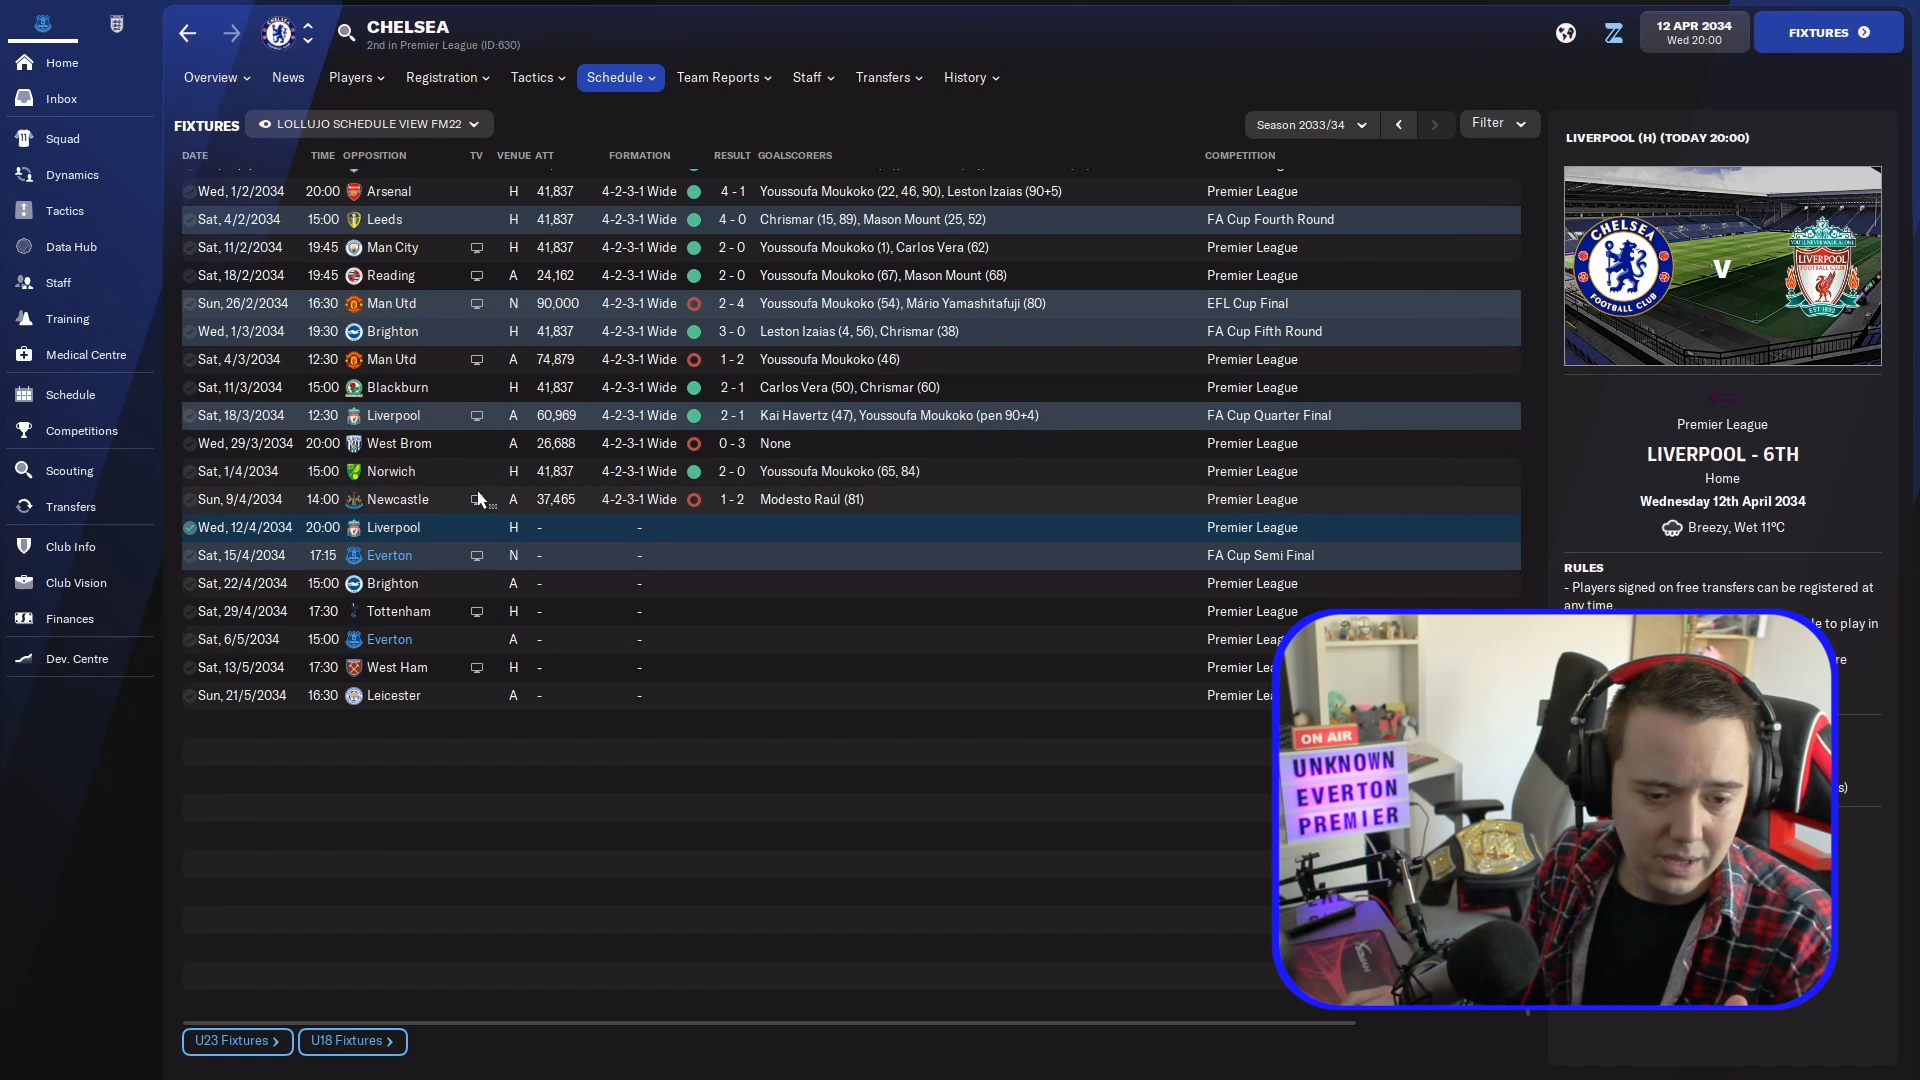 CHELSEA
2nd in Premier League (ID:630)
12 APR 2034
Wed 20:00
FIXTURES
Overview News Players Registration Tactics Schedule Team Reports Staff Transfers History
Home
Inbox
Squad
Dynamics
Tactics
Data Hub
Staff
Training
Medical Centre
Schedule
Competitions
Scouting
Transfers
Club Info
Club Vision
Finances
Dev. Centre
FIXTURES LOLLUJO SCHEDULE VIEW FM22 Season 2033/34 Filter
DATE TIME OPPOSITION TV VENUE ATT FORMATION RESULT GOALSCORERS COMPETITION
Wed, 1/2/2034 20:00 Arsenal H 41,837 4-2-3-1 Wide 4 - 1 Youssoufa Moukoko (22, 46, 90), Leston Izaias (90+5) Premier League
Sat, 4/2/2034 15:00 Leeds H 41,837 4-2-3-1 Wide 4 - 0 Chrismar (15, 89), Mason Mount (25, 52) FA Cup Fourth Round
Sat, 11/2/2034 19:45 Man City H 41,837 4-2-3-1 Wide 2 - 0 Youssoufa Moukoko (1), Carlos Vera (62) Premier League
Sat, 18/2/2034 19:45 Reading A 24,162 4-2-3-1 Wide 2 - 0 Youssoufa Moukoko (67), Mason Mount (68) Premier League
Sun, 26/2/2034 16:30 Man Utd N 90,000 4-2-3-1 Wide 2 - 4 Youssoufa Moukoko (54), Mário Yamashitafuji (80) EFL Cup Final
Wed, 1/3/2034 19:30 Brighton H 41,837 4-2-3-1 Wide 3 - 0 Leston Izaias (4, 56), Chrismar (38) FA Cup Fifth Round
Sat, 4/3/2034 12:30 Man Utd A 74,879 4-2-3-1 Wide 1 - 2 Youssoufa Moukoko (46) Premier League
Sat, 11/3/2034 15:00 Blackburn H 41,837 4-2-3-1 Wide 2 - 1 Carlos Vera (50), Chrismar (60) Premier League
Sat, 18/3/2034 12:30 Liverpool A 60,969 4-2-3-1 Wide 2 - 1 Kai Havertz (47), Youssoufa Moukoko (pen 90+4) FA Cup Quarter Final
Wed, 29/3/2034 20:00 West Brom A 26,688 4-2-3-1 Wide 0 - 3 None Premier League
Sat, 1/4/2034 15:00 Norwich H 41,837 4-2-3-1 Wide 2 - 0 Youssoufa Moukoko (65, 84) Premier League
Sun, 9/4/2034 14:00 Newcastle A 37,465 4-2-3-1 Wide 1 - 2 Modesto Raúl (81) Premier League
Wed, 12/4/2034 20:00 Liverpool H - - Premier League
Sat, 15/4/2034 17:15 Everton N - - FA Cup Semi Final
Sat, 22/4/2034 15:00 Brighton A - - Premier League
Sat, 29/4/2034 17:30 Tottenham H - - Premier League
Sat, 6/5/2034 15:00 Everton A - - Premier Leag
Sat, 13/5/2034 17:30 West Ham H - - Premier Lea
Sun, 21/5/2034 16:30 Leicester A - - Premier Lea
U23 Fixtures U18 Fixtures
LIVERPOOL (H) (TODAY 20:00)
CHELSEA
FOOTBALL CLUB
V
YOU'LL NEVER WALK ALONE
LIVERPOOL
FOOTBALL CLUB
EST·1892
Premier League
LIVERPOOL - 6TH
Home
Wednesday 12th April 2034
Breezy, Wet 11ºC
RULES
- Players signed on free transfers can be registered at
any time.
le to play in
re
s)
ON AIR
UNKNOWN
EVERTON
PREMIER